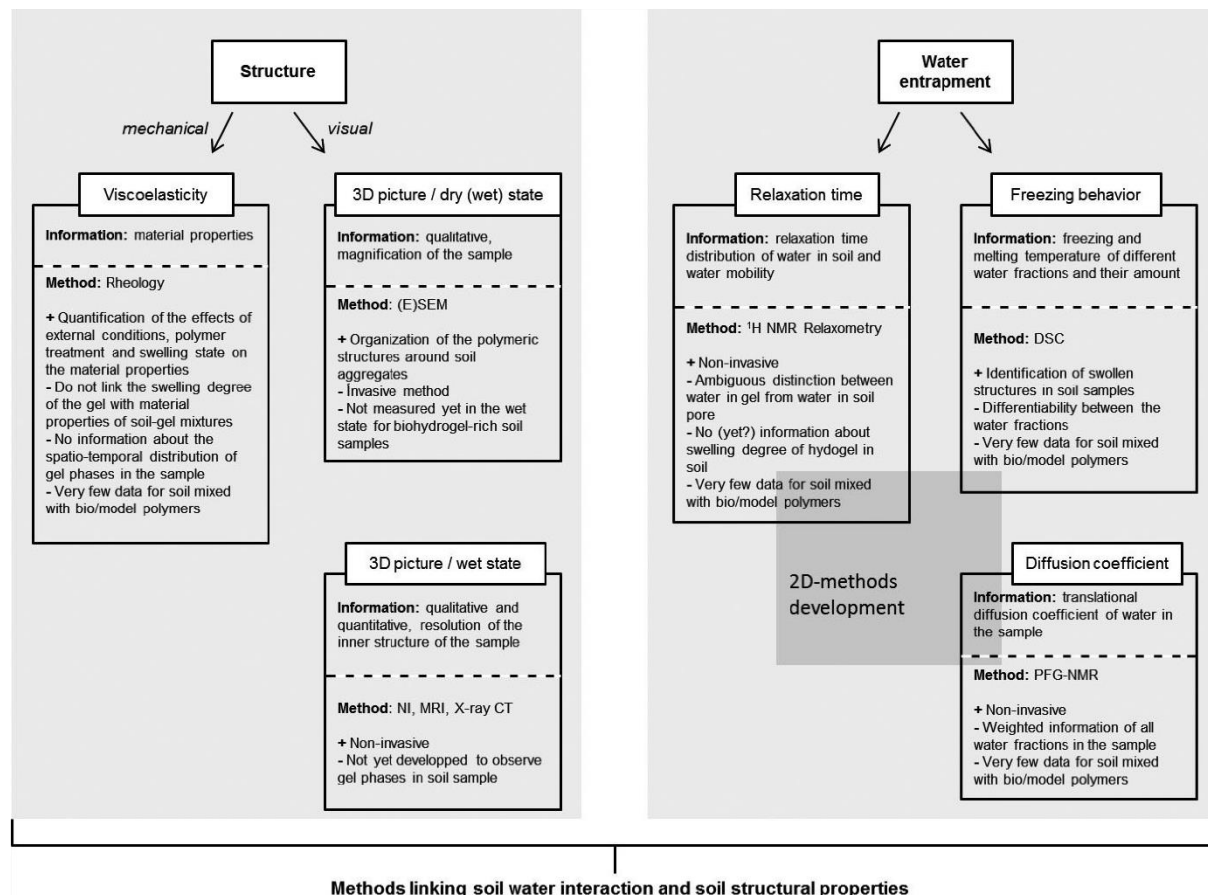 Structure
mechanical
visual
Viscoelasticity
Information: material properties
Method: Rheology
+ Quantification of the effects of
external conditions, polymer
treatment and swelling state on
the material properties
- Do not link the swelling degree
of the gel with material
properties of soil-gel mixtures
- No information about the
spatio-temporal distribution of
gel phases in the sample
- Very few data for soil mixed
with bio/model polymers
3D picture / dry (wet) state
Information: qualitative,
magnification of the sample
Method: (E)SEM
+ Organization of the polymeric
structures around soil
aggregates
- Invasive method
- Not measured yet in the wet
state for biohydrogel-rich soil
samples
3D picture / wet state
Information: qualitative and
quantitative, resolution of the
inner structure of the sample
Method: NI, MRI, X-ray CT
+ Non-invasive
- Not yet developped to observe
gel phases in soil sample
Water
entrapment
Relaxation time
Information: relaxation time
distribution of water in soil and
water mobility
Method: ¹H NMR Relaxometry
+ Non-invasive
- Ambiguous distinction between
water in gel from water in soil
pore
- No (yet?) information about
swelling degree of hydrogel in
soil
- Very few data for soil mixed
with bio/model polymers
Freezing behavior
Information: freezing and
melting temperature of different
water fractions and their amount
Method: DSC
+ Identification of swollen
structures in soil samples
- Differentiability between the
water fractions
- Very few data for soil mixed
with bio/model polymers
2D-methods
development
Diffusion coefficient
Information: translational
diffusion coefficient of water in
the sample
Method: PFG-NMR
+ Non-invasive
- Weighted information of all
water fractions in the sample
- Very few data for soil mixed
with bio/model polymers
Methods linking soil water interaction and soil structural properties